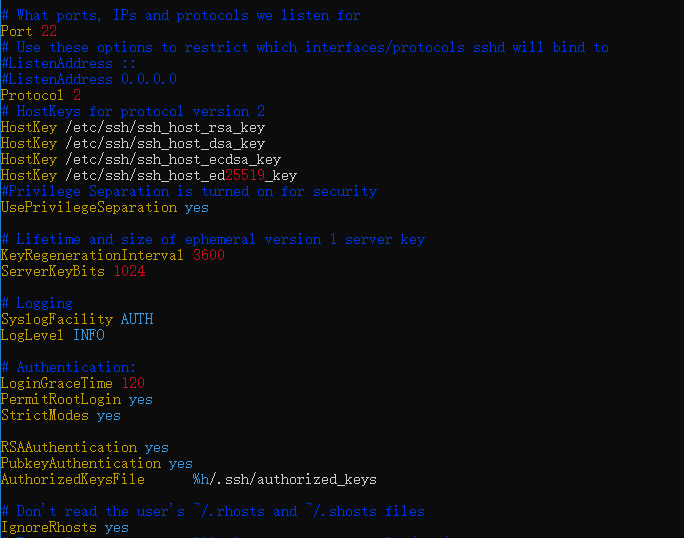 # What ports, IPs and protocols we listen for
Port 22
# Use these options to restrict which interfaces/protocols sshd will bind to
#ListenAddress ::
#ListenAddress 0.0.0.0
Protocol 2
# HostKeys for protocol version 2
HostKey /etc/ssh/ssh_host_rsa_key
HostKey /etc/ssh/ssh_host_dsa_key
HostKey /etc/ssh/ssh_host_ecdsa_key
HostKey /etc/ssh/ssh_host_ed25519_key
#Privilege Separation is turned on for security
UsePrivilegeSeparation yes
# Lifetime and size of ephemeral version 1 server key
KeyRegenerationInterval 3600
ServerKeyBits 1024
# Logging
SyslogFacility AUTH
LogLevel INFO
# Authentication:
LoginGraceTime 120
PermitRootLogin yes
StrictModes yes
RSAAuthentication yes
PubkeyAuthentication yes
AuthorizedKeysFile      %h/.ssh/authorized_keys
# Don't read the user's ~/.rhosts and ~/.shosts files
IgnoreRhosts yes